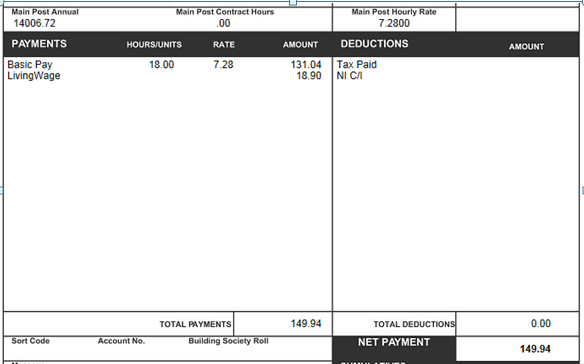 Main Post Annual Main Post Contract Hours Main Post Hourly Rate
14006.72 .00 7.2800
PAYMENTS HOURS/UNITS RATE AMOUNT DEDUCTIONS AMOUNT
Basic Pay 18.00 7.28 131.04 Tax Paid
LivingWage 18.90 NI C/I
TOTAL PAYMENTS 149.94 TOTAL DEDUCTIONS 0.00
Sort Code Account No. Building Society Roll NET PAYMENT
149.94